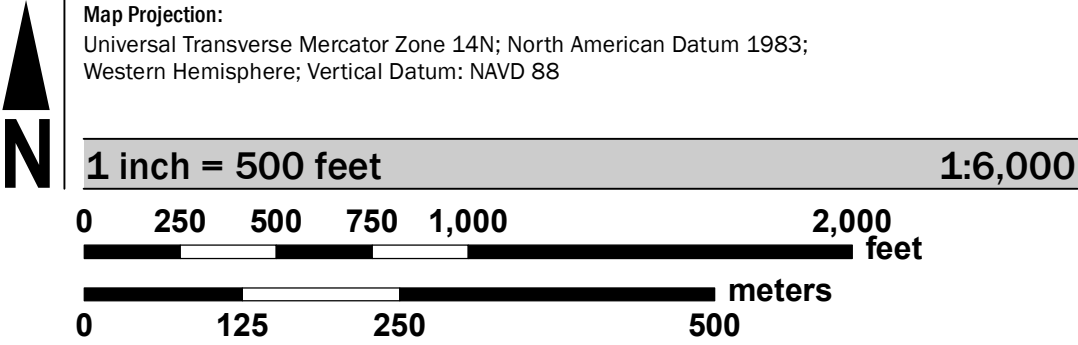 Map Projection:
Universal Transverse Mercator Zone 14N; North American Datum 1983;
Western Hemisphere; Vertical Datum: NAVD 88
N
1 inch = 500 feet 1:6,000
0 250 500 750 1,000 2,000
feet
meters
0 125 250 500